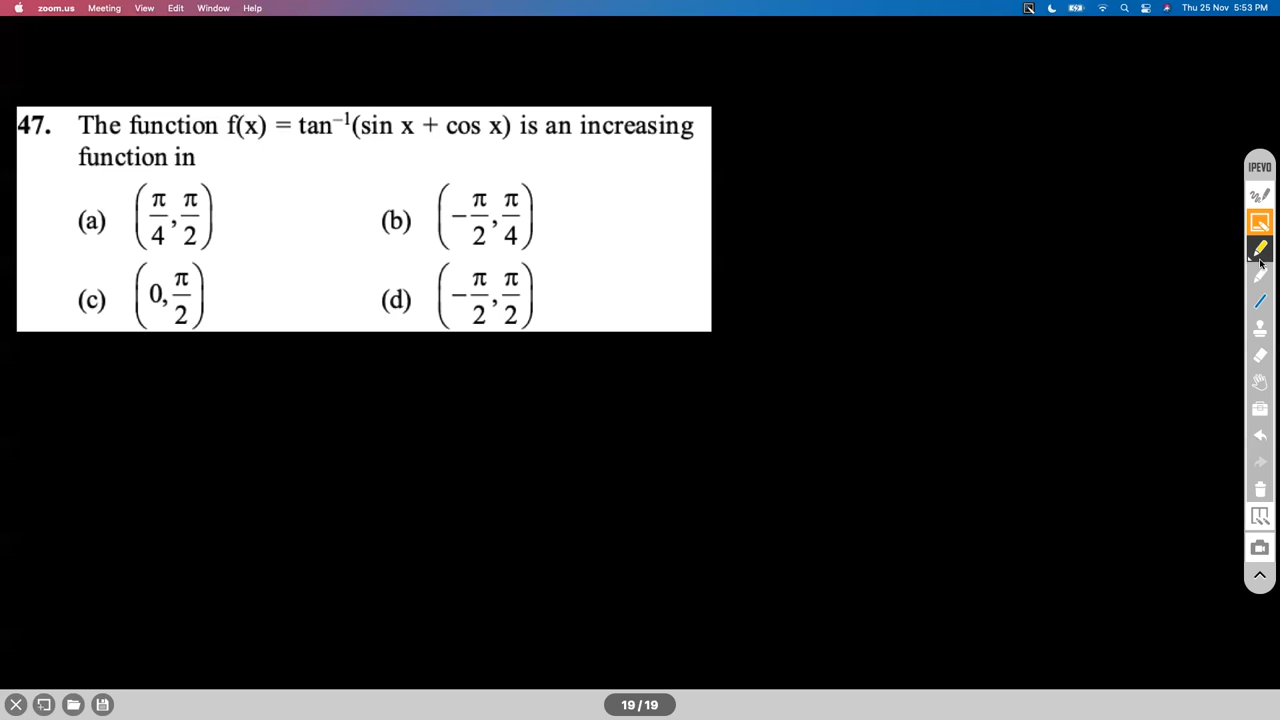 zoom.us Meeting View Edit Window Help Thu 25 Nov 5:53 PM
47. The function f(x) = tan⁻¹(sin x + cos x) is an increasing
function in
(a) (π/4, π/2) (b) (−π/2, π/4)
(c) (0, π/2) (d) (−π/2, π/2)
IPEVO
19 / 19